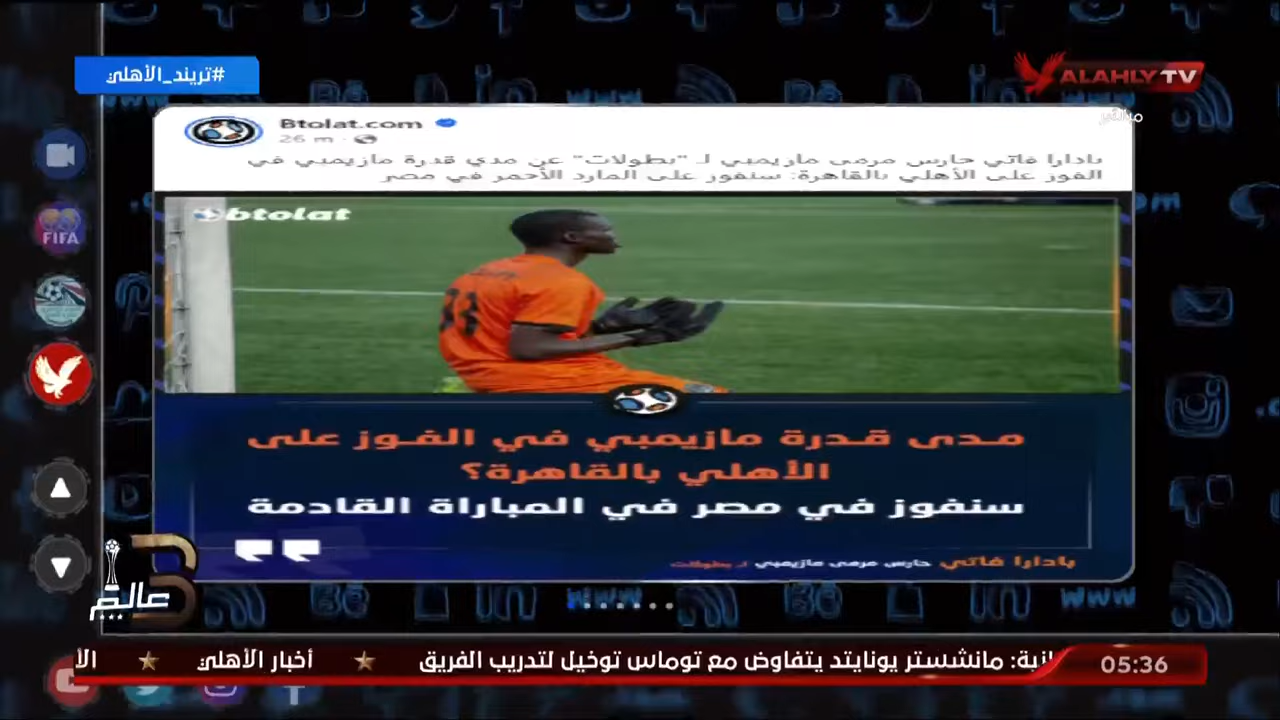 #تريند_الأهلي
ALAHLY TV
مباشر
Btolat.com
26 m
بادارا فاتي حارس مرمى مازيمبي لـ "بطولات" عن مدي قدرة مازيمبي في
الفوز على الأهلي بالقاهرة: سنفوز على المارد الأحمر في مصر
btolat
FIFA
مدى قدرة مازيمبي في الفوز على
الأهلي بالقاهرة؟
سنفوز في مصر في المباراة القادمة
بادارا فاتي حارس مرمى مازيمبي لـ بطولات
عالم
انية: مانشستر يونايتد يتفاوض مع توماس توخيل لتدريب الفريق ★ أخبار الأهلي ★ الأ
05:36